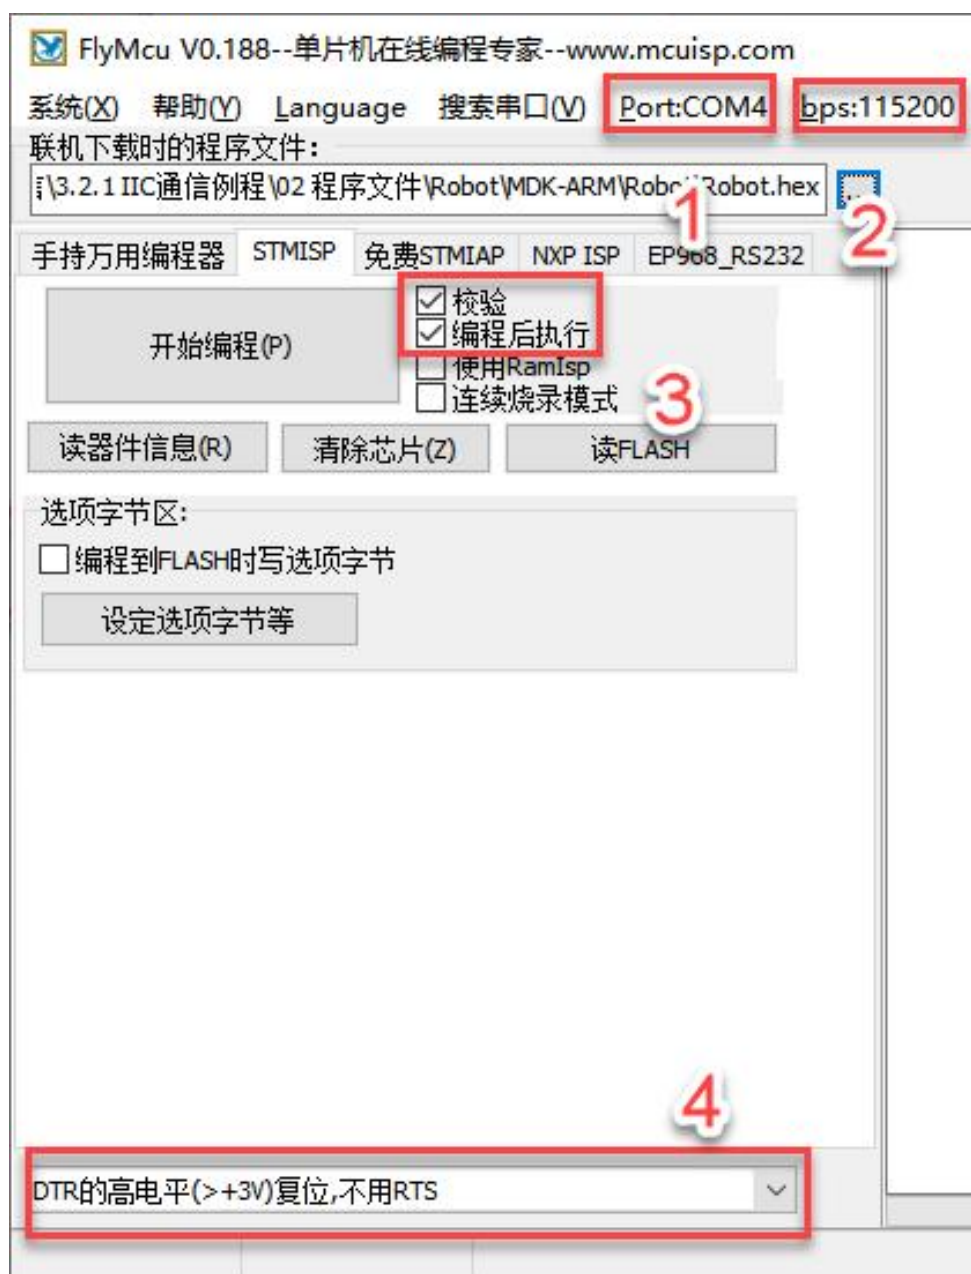 FlyMcu V0.188--单片机在线编程专家--www.mcuisp.com
系统(X) 帮助(Y) Language 搜索串口(V) Port:COM4 bps:115200
联机下载时的程序文件:
\3.2.1 IIC通信例程\02 程序文件\Robot\MDK-ARM\Robot\Robot.hex ...
1 2
手持万用编程器 STMISP 免费STMIAP NXP ISP EP968_RS232
开始编程(P)
校验
编程后执行
使用RamIsp
连续烧录模式
3
读器件信息(R) 清除芯片(Z) 读FLASH
选项字节区:
编程到FLASH时写选项字节
设定选项字节等
4
DTR的高电平(>+3V)复位,不用RTS